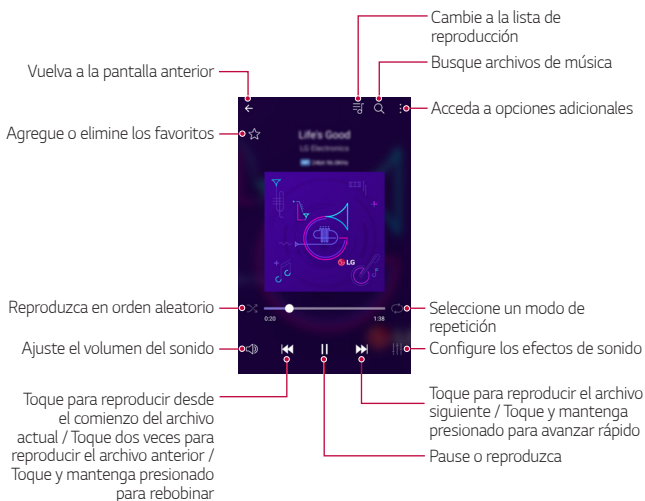 Cambie a la lista de
reproducción
Busque archivos de música
Vuelva a la pantalla anterior
Acceda a opciones adicionales
Agregue o elimine los favoritos
Life's Good
LG Electronics
LG
Reproduzca en orden aleatorio
0:20
1:38
Seleccione un modo de
repetición
Ajuste el volumen del sonido
Configure los efectos de sonido
Toque para reproducir desde
el comienzo del archivo
actual / Toque dos veces para
reproducir el archivo anterior /
Toque y mantenga presionado
para rebobinar
Toque para reproducir el archivo
siguiente / Toque y mantenga
presionado para avanzar rápido
Pause o reproduzca